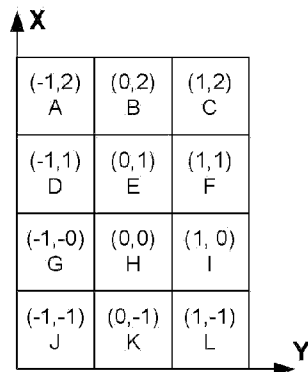 X
(-1,2) (0,2) (1,2)
A B C
(-1,1) (0,1) (1,1)
D E F
(-1,-0) (0,0) (1, 0)
G H I
(-1,-1) (0,-1) (1,-1)
J K L
Y